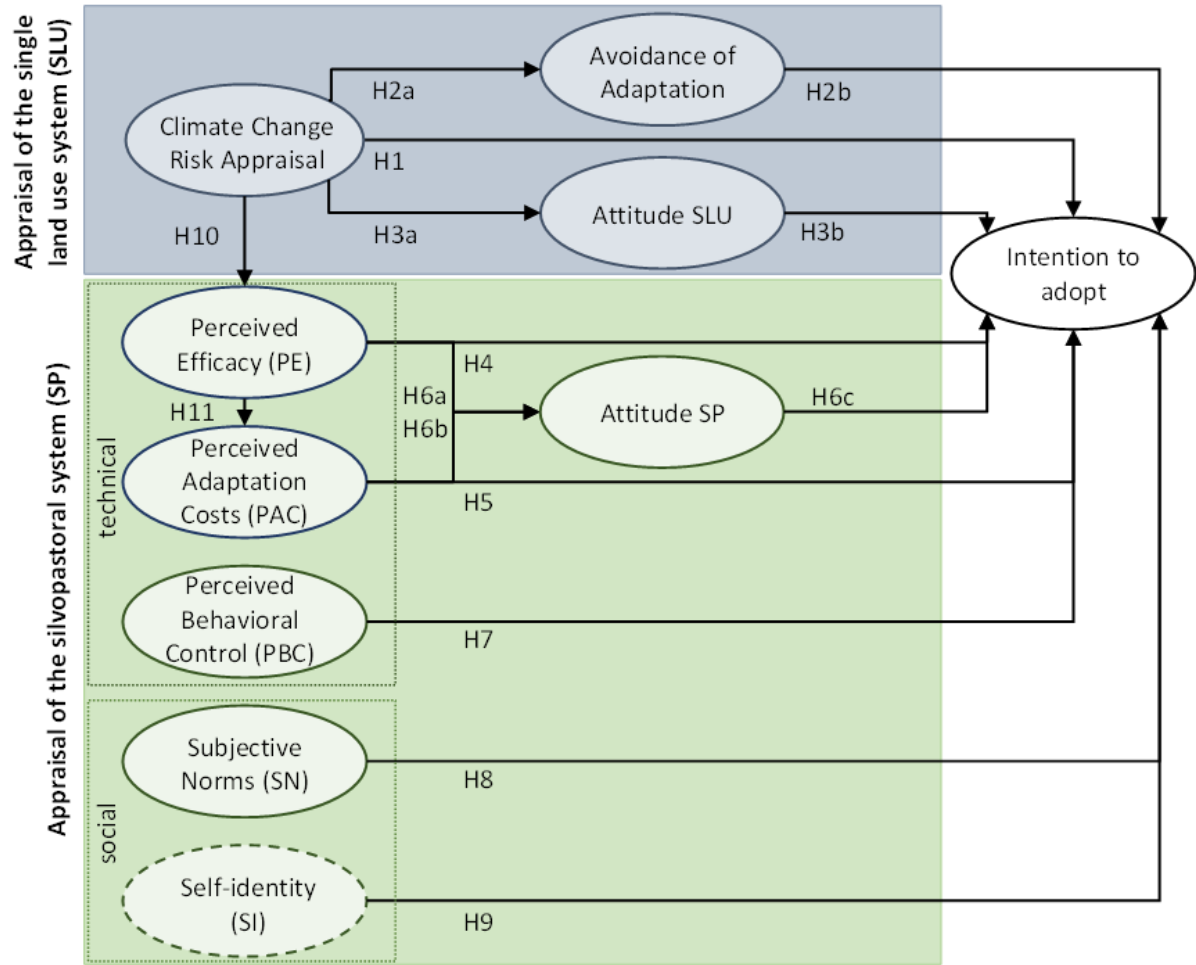 Appraisal of the single
land use system (SLU)
Avoidance of
Adaptation
H2a
H2b
Climate Change
Risk Appraisal
H1
Attitude SLU
H3a
H3b
H10
Intention to
adopt
Appraisal of the silvopastoral system (SP)
technical
Perceived
Efficacy (PE)
H4
H6a
H6b
Attitude SP
H6c
H11
Perceived
Adaptation
Costs (PAC)
H5
Perceived
Behavioral
Control (PBC)
H7
social
Subjective
Norms (SN)
H8
Self-identity
(SI)
H9